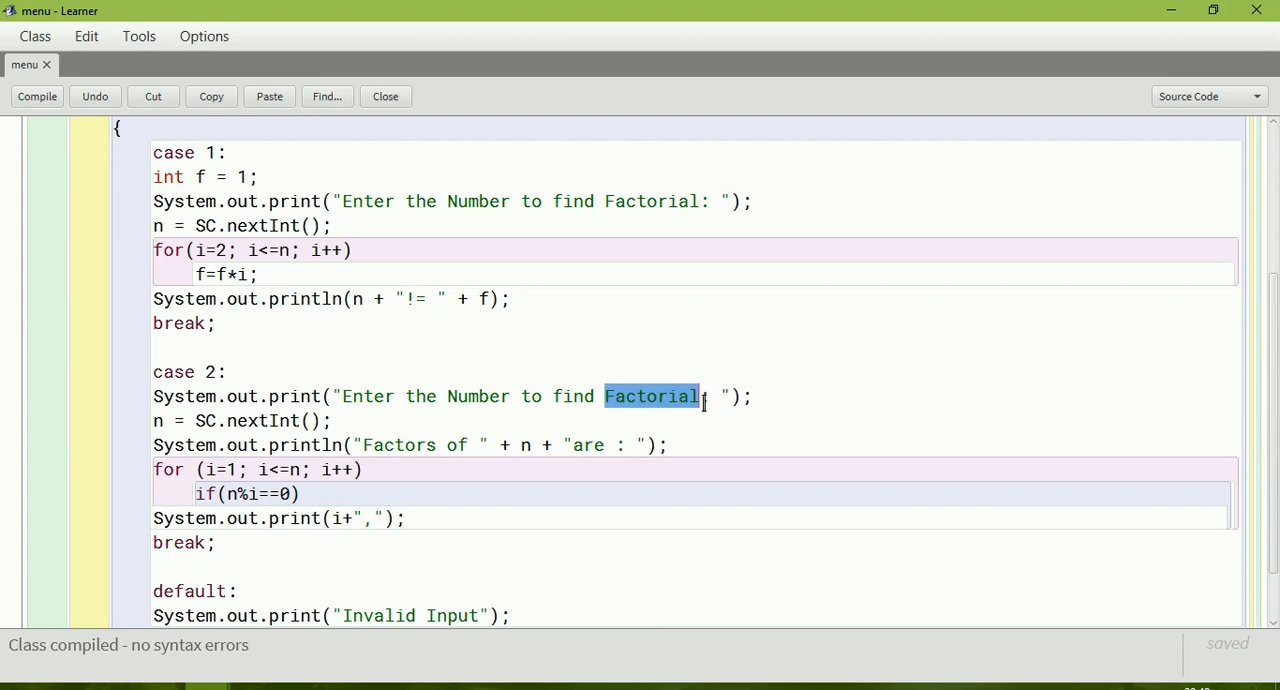 menu - Learner
Class Edit Tools Options
menu ×
Compile Undo Cut Copy Paste Find... Close Source Code
{
case 1:
int f = 1;
System.out.print("Enter the Number to find Factorial: ");
n = SC.nextInt();
for(i=2; i<=n; i++)
f=f*i;
System.out.println(n + "!= " + f);
break;
case 2:
System.out.print("Enter the Number to find Factorial: ");
n = SC.nextInt();
System.out.println("Factors of " + n + "are : ");
for (i=1; i<=n; i++)
if(n%i==0)
System.out.print(i+",");
break;
default:
System.out.print("Invalid Input");
Class compiled - no syntax errors
saved